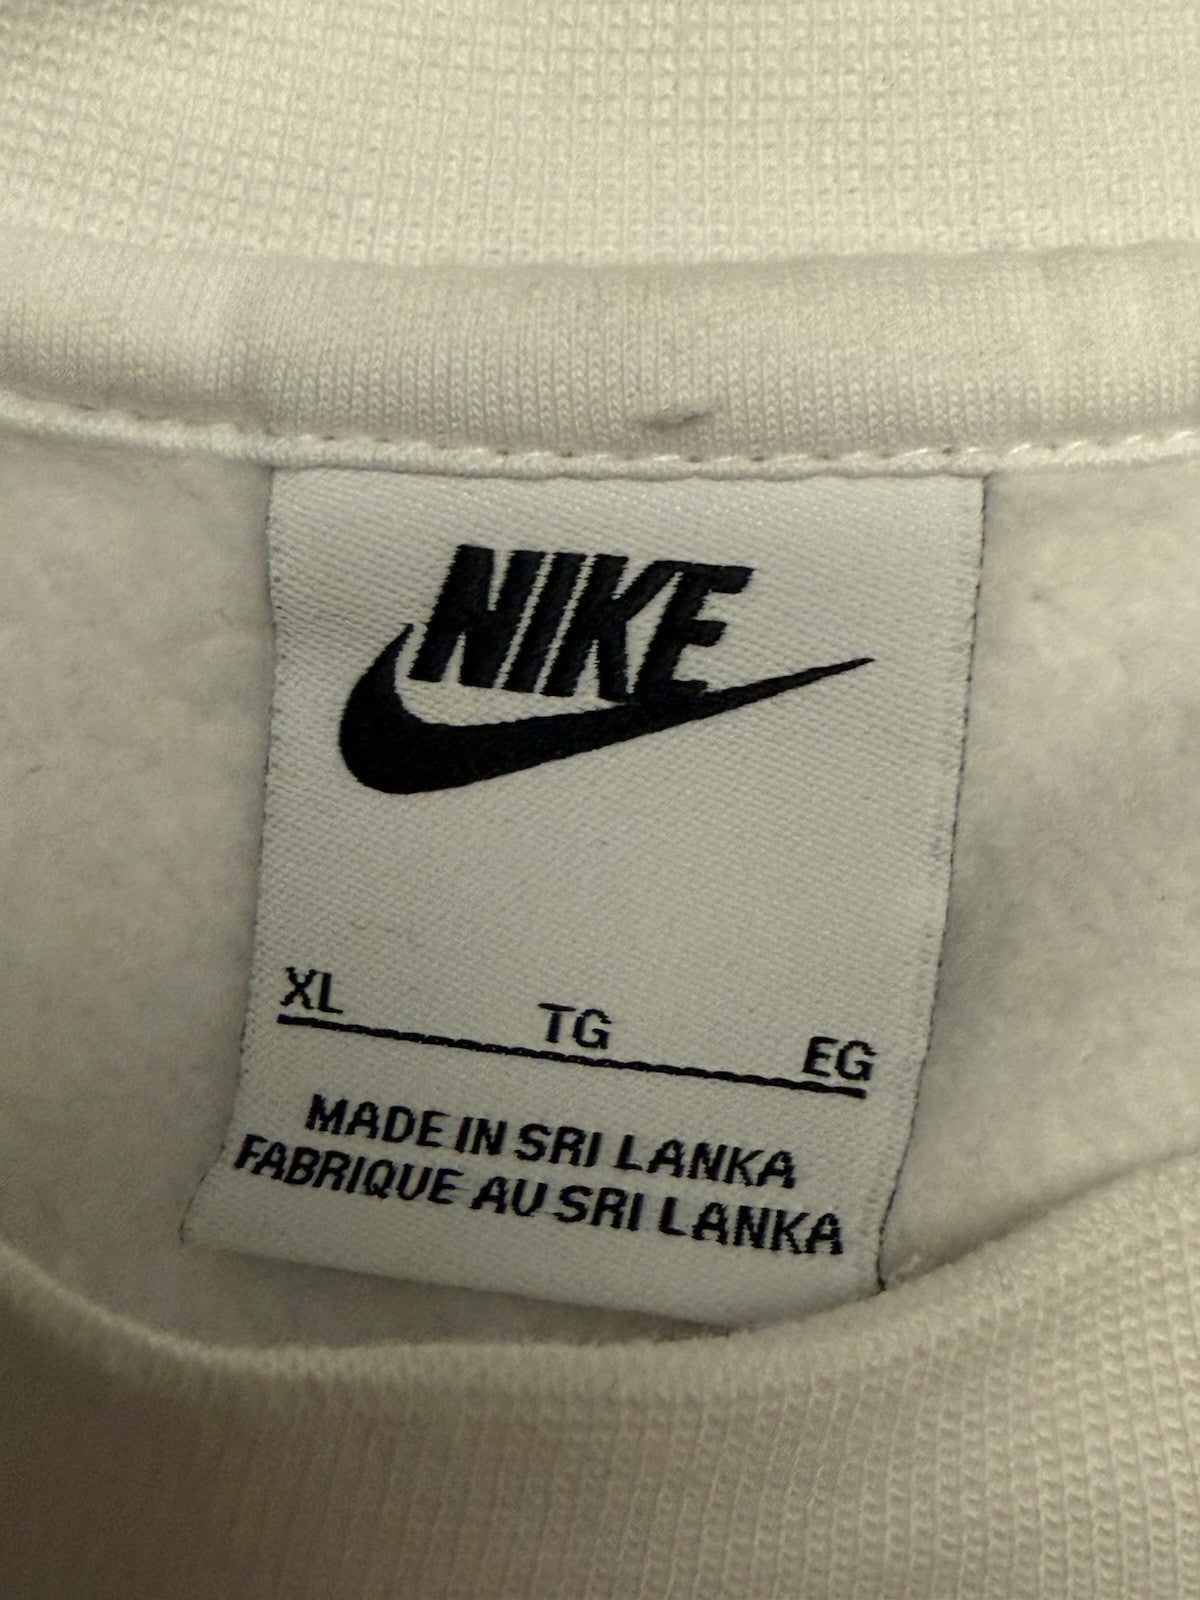 NIKE
XL TG EG
MADE IN SRI LANKA
FABRIQUE AU SRI LANKA